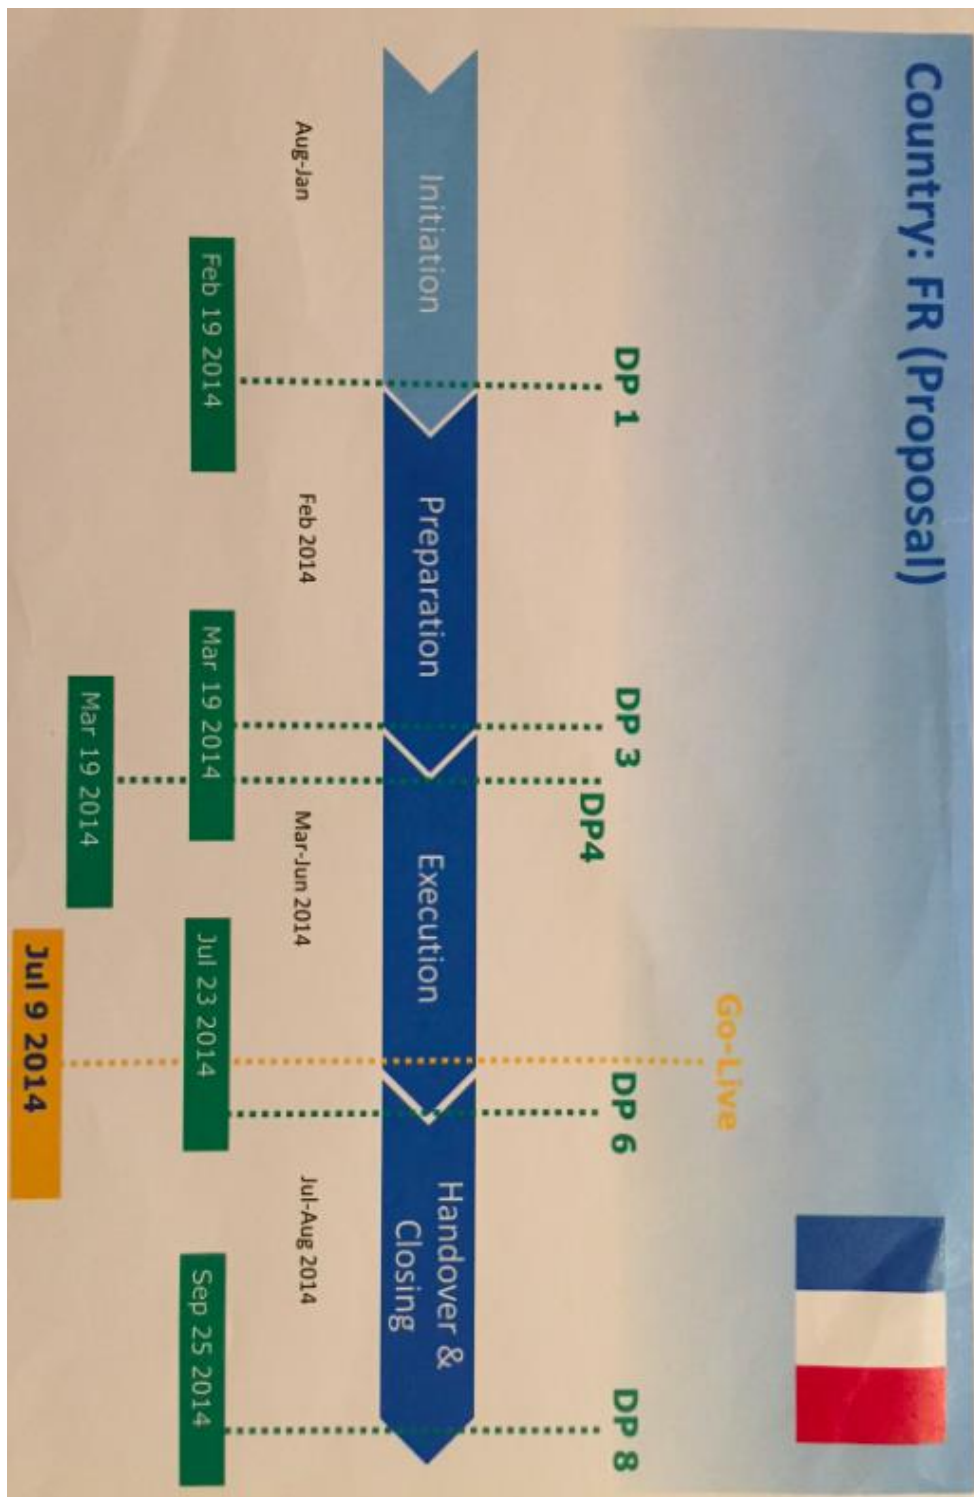 Country: FR (Proposal)
Go-Live
DP 1
DP 3
DP4
DP 6
DP 8
Initiation
Preparation
Execution
Handover &
Closing
Aug-Jan
Feb 2014
Mar-Jun 2014
Jul-Aug 2014
Feb 19 2014
Mar 19 2014
Jul 23 2014
Sep 25 2014
Mar 19 2014
Jul 9 2014